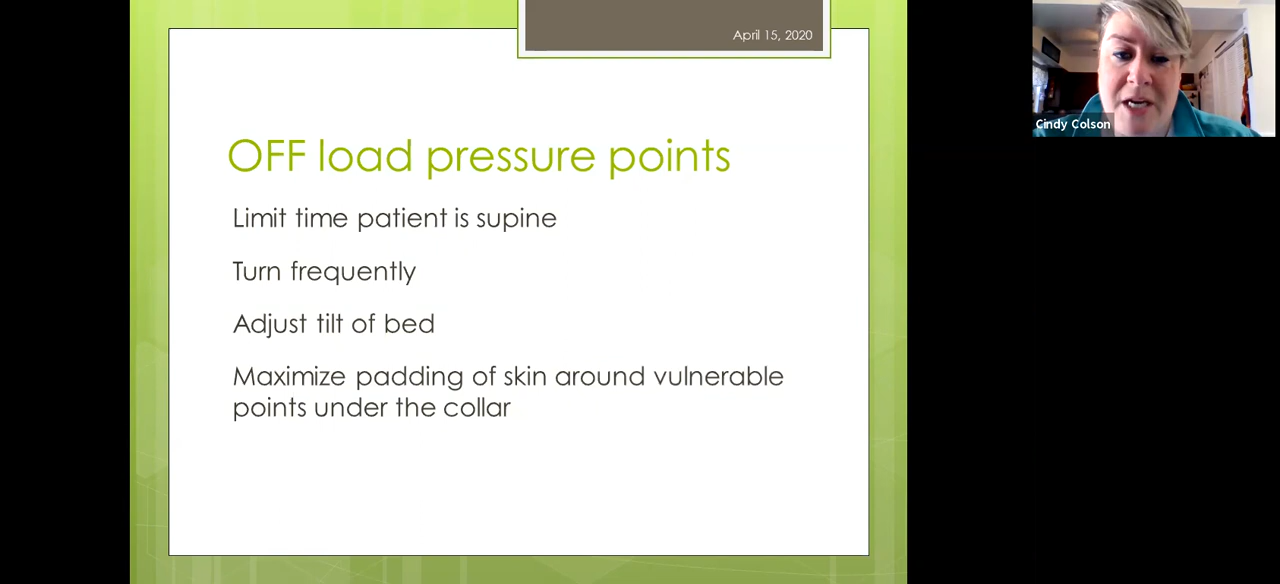 April 15, 2020
Cindy Colson
OFF load pressure points
Limit time patient is supine
Turn frequently
Adjust tilt of bed
Maximize padding of skin around vulnerable
points under the collar